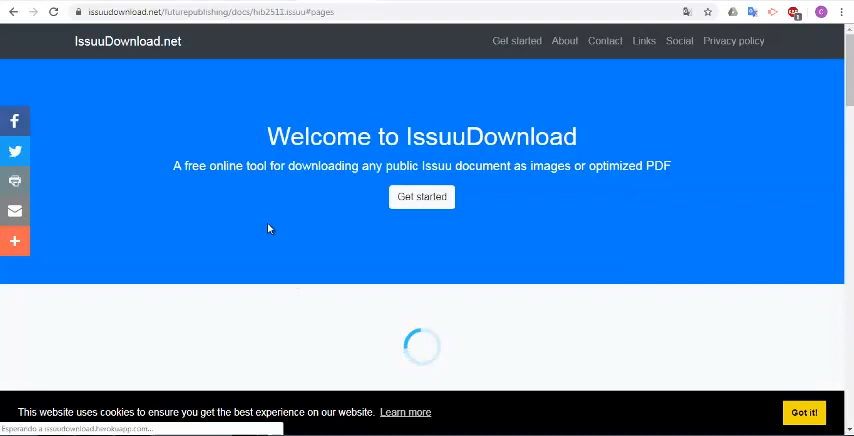 issuudownload.net/futurepublishing/docs/hib2511.issuu#pages
C
IssuuDownload.net
Get started About Contact Links Social Privacy policy
Welcome to IssuuDownload
A free online tool for downloading any public Issuu document as images or optimized PDF
Get started
This website uses cookies to ensure you get the best experience on our website. Learn more
Got it!
Esperando a issuudownload.herokuapp.com...